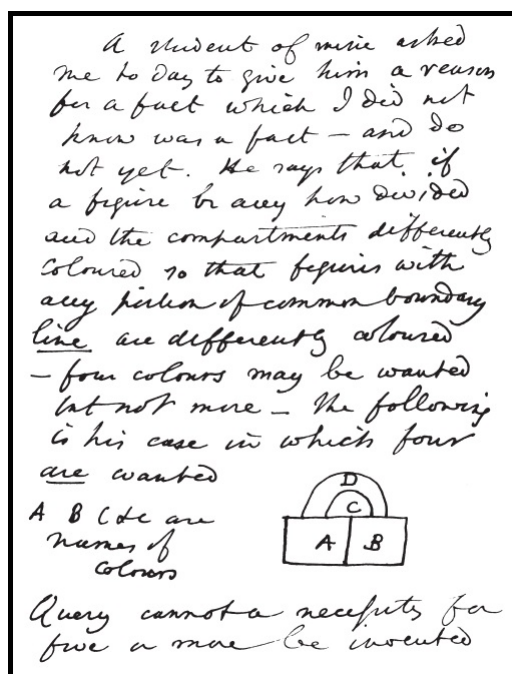 A student of mine asked
me to day to give him a reason
for a fact which I did not
know was a fact – and do
not yet. He says that if
a figure be any how divided
and the compartments differently
coloured so that figures with
any portion of common boundary
line are differently coloured
– four colours may be wanted
but not more – the following
is his case in which four
are wanted
D
C
A B
A B C &c are
names of
colours
Query cannot a necessity for
five or more be invented